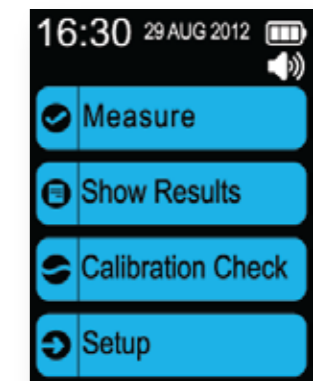 16:30 29 AUG 2012
Measure
Show Results
Calibration Check
Setup